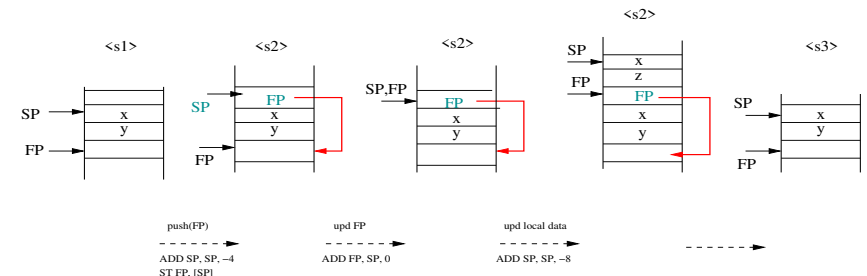 <s1>
<s2>
<s2>
<s2>
<s3>
SP
FP
x
y
SP
FP
FP
x
y
SP,FP
FP
x
y
SP
FP
x
z
FP
x
y
SP
FP
x
y
push(FP)
ADD SP, SP, −4
ST FP, [SP]
upd FP
ADD FP, SP, 0
upd local data
ADD SP, SP, −8